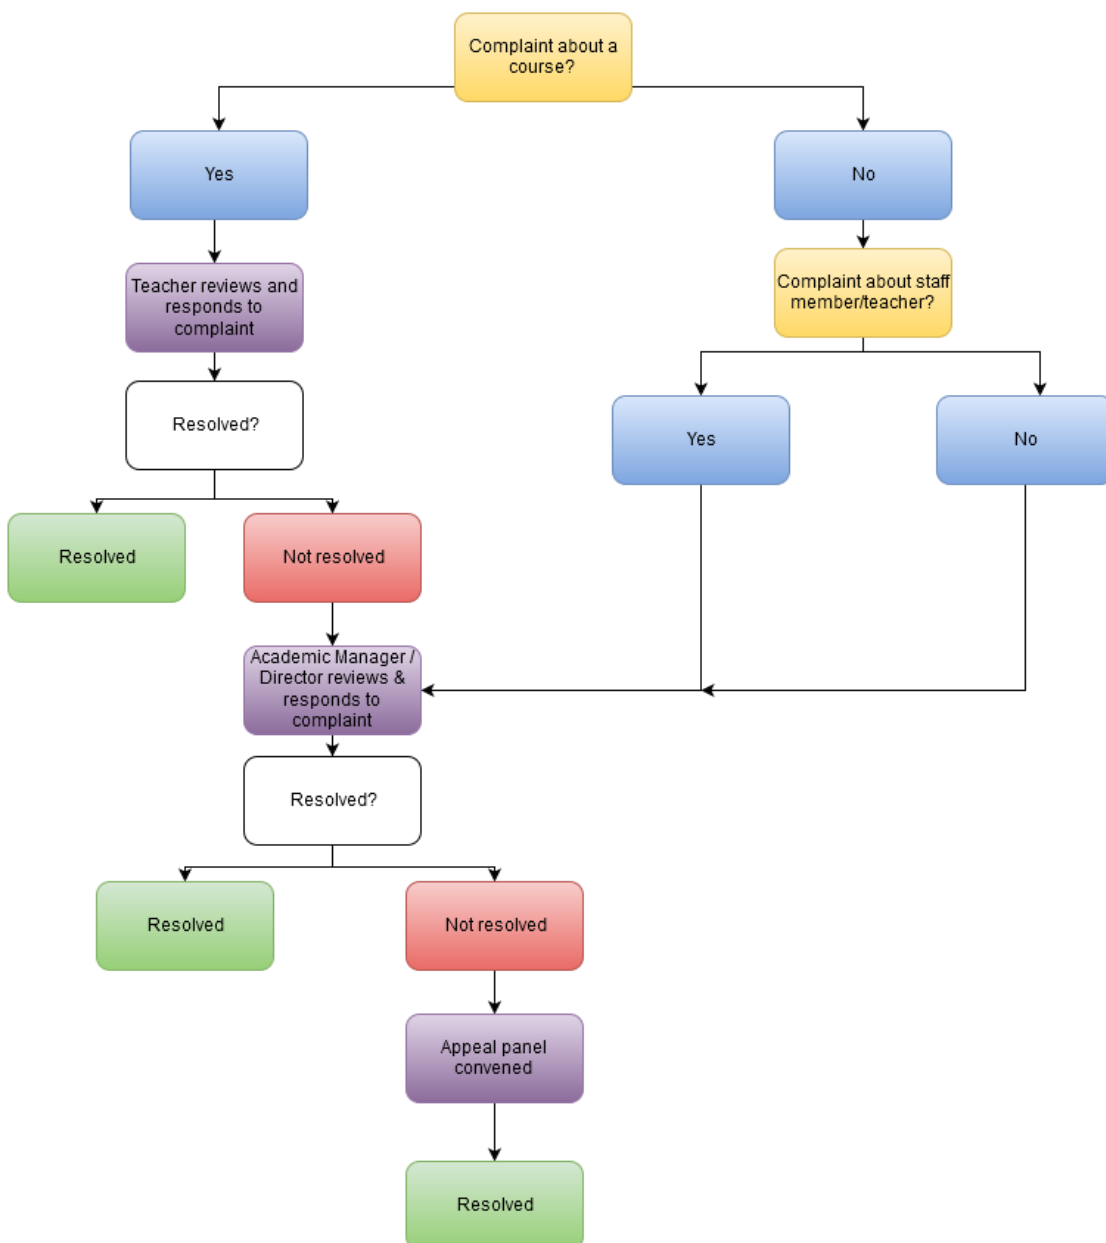 Complaint about a
course?
Yes
No
Teacher reviews and
responds to
complaint
Complaint about staff
member/teacher?
Resolved?
Yes
No
Resolved
Not resolved
Academic Manager /
Director reviews &
responds to
complaint
Resolved?
Resolved
Not resolved
Appeal panel
convened
Resolved